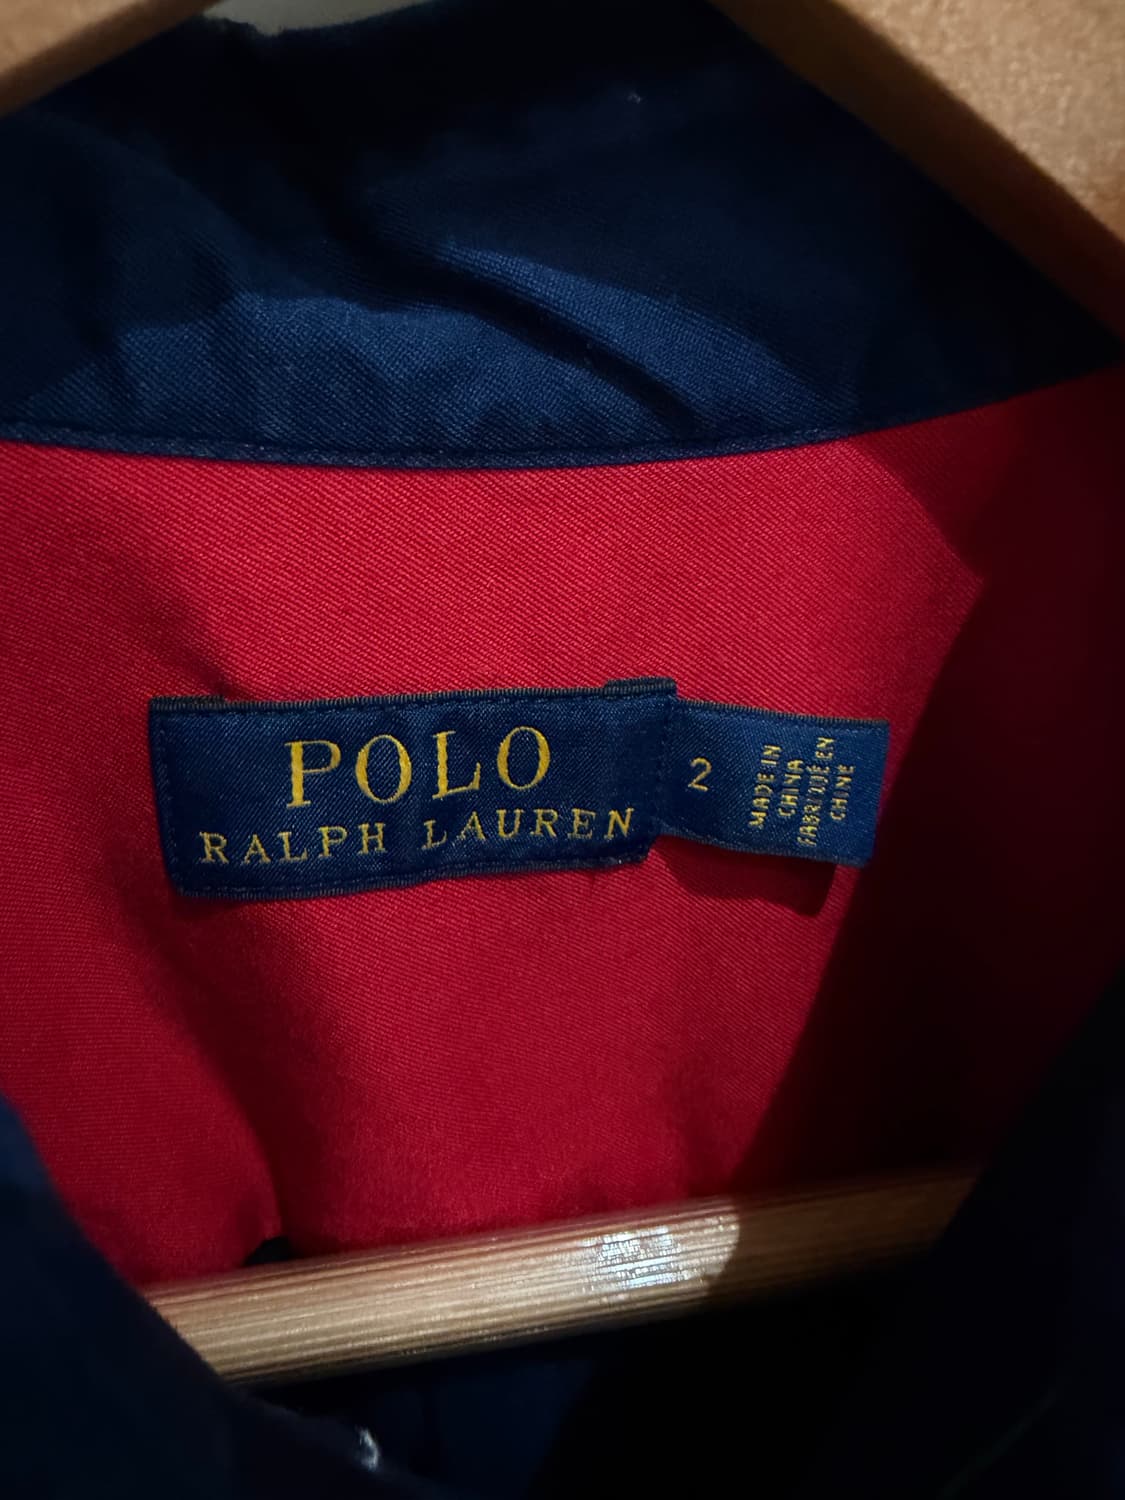 POLO
RALPH LAUREN
2
MADE IN
CHINA
FABRIQUÉ EN
CHINE